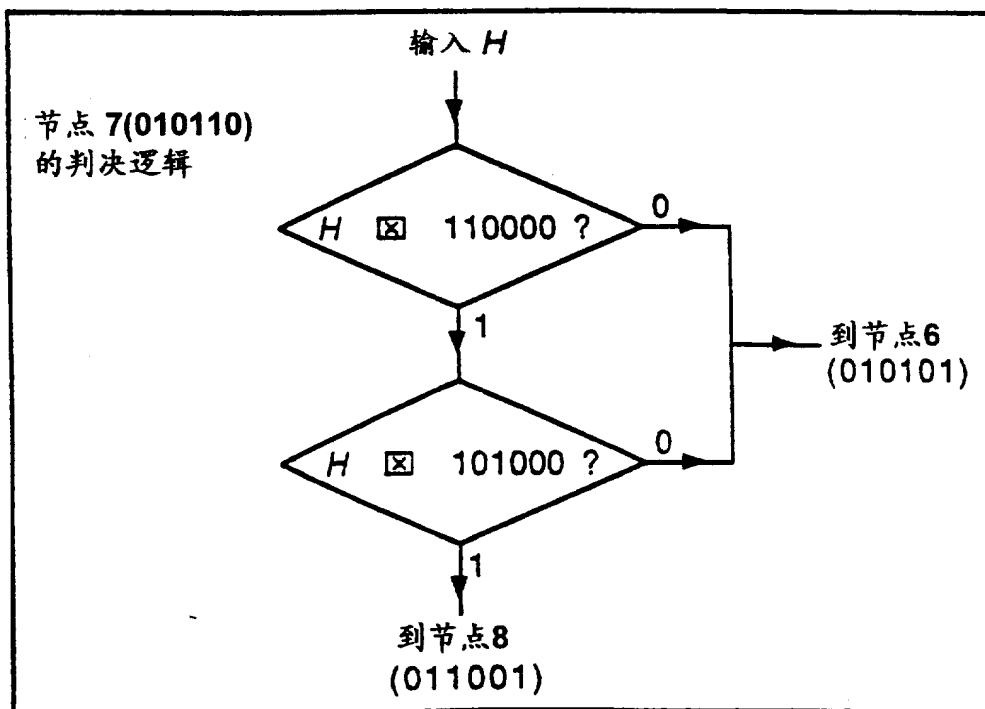 输入 H
节点 7(010110)
的判决逻辑
H ⊠ 110000 ?
0
1
到节点6
(010101)
H ⊠ 101000 ?
0
1
到节点8
(011001)